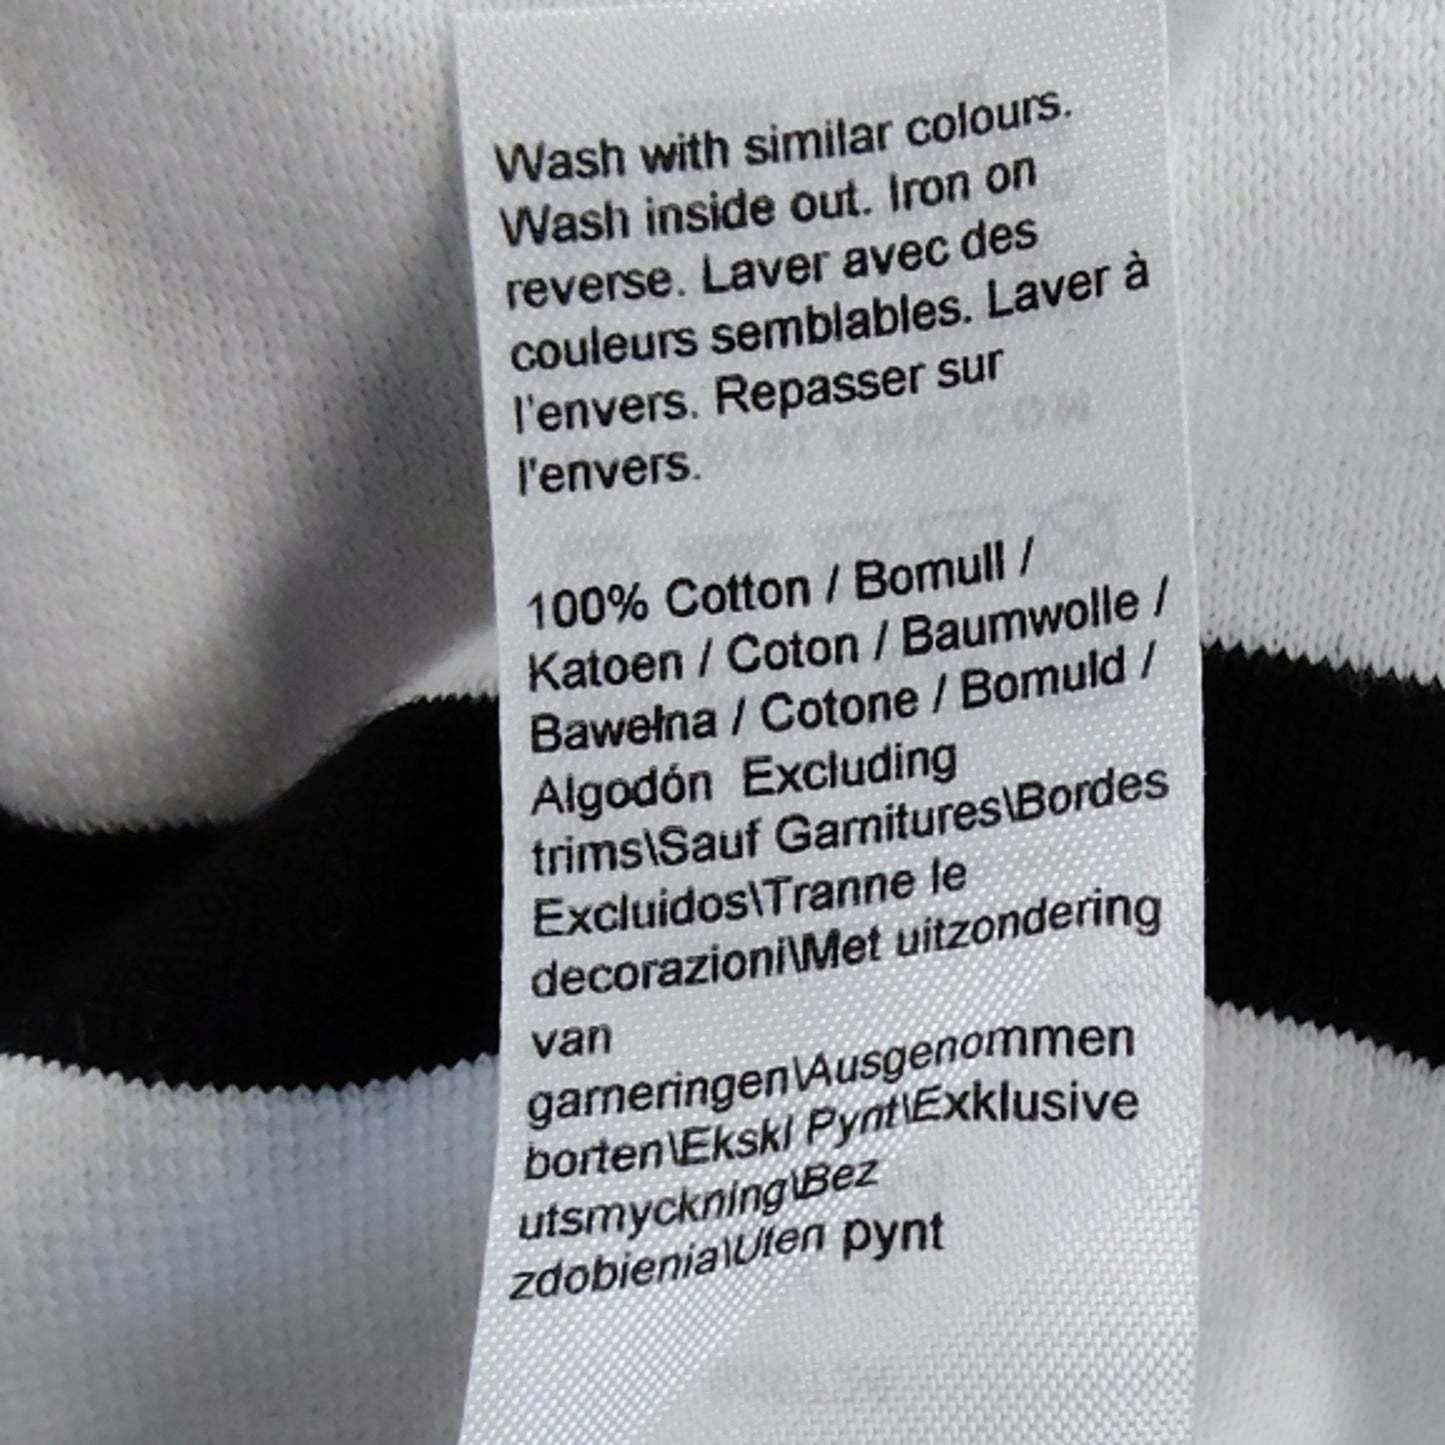 Wash with similar colours.
Wash inside out. Iron on
reverse. Laver avec des
couleurs semblables. Laver à
l'envers. Repasser sur
l'envers.
100% Cotton / Bomull /
Katoen / Coton / Baumwolle /
Bawełna / Cotone / Bomuld /
Algodón Excluding
trims\Sauf Garnitures\Bordes
Excluidos\Tranne le
decorazioni\Met uitzondering
van
garneringen\Ausgenommen
borten\Ekskl Pynt\Exklusive
utsmyckning\Bez
zdobienia\Uten pynt